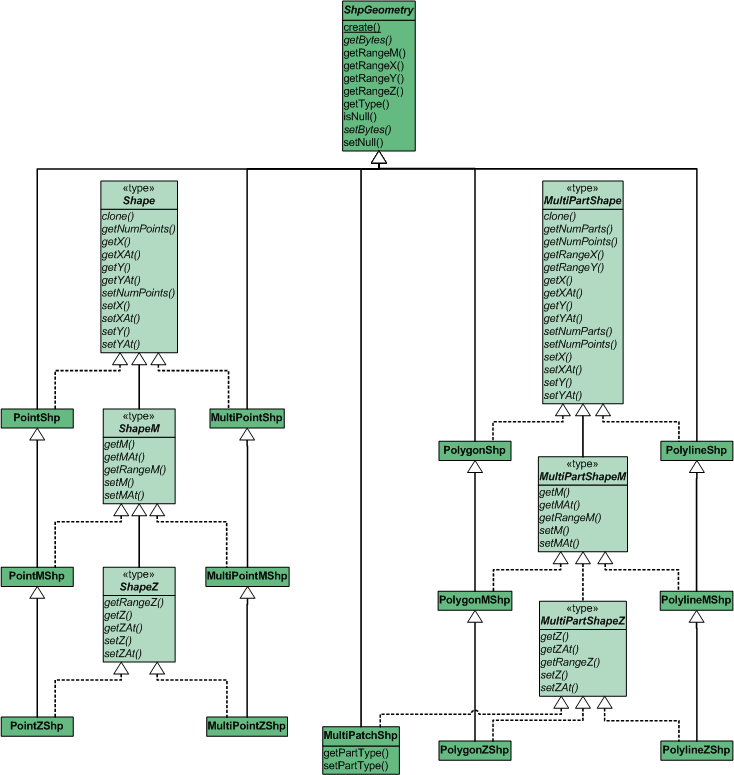 ShpGeometry
create()
getBytes()
getRangeM()
getRangeX()
getRangeY()
getRangeZ()
getType()
isNull()
setBytes()
setNull()
«type»
Shape
clone()
getNumPoints()
getX()
getXAt()
getY()
getYAt()
setNumPoints()
setX()
setXAt()
setY()
setYAt()
«type»
MultiPartShape
clone()
getNumParts()
getNumPoints()
getRangeX()
getRangeY()
getX()
getXAt()
getY()
getYAt()
setNumParts()
setNumPoints()
setX()
setXAt()
setY()
setYAt()
PointShp
«type»
ShapeM
getM()
getMAt()
getRangeM()
setM()
setMAt()
MultiPointShp
PolygonShp
«type»
MultiPartShapeM
getM()
getMAt()
getRangeM()
setM()
setMAt()
PolylineShp
PointMShp
«type»
ShapeZ
getRangeZ()
getZ()
getZAt()
setZ()
setZAt()
MultiPointMShp
PolygonMShp
«type»
MultiPartShapeZ
getZ()
getZAt()
getRangeZ()
setZ()
setZAt()
PolylineMShp
PointZShp
MultiPointZShp
MultiPatchShp
getPartType()
setPartType()
PolygonZShp
PolylineZShp